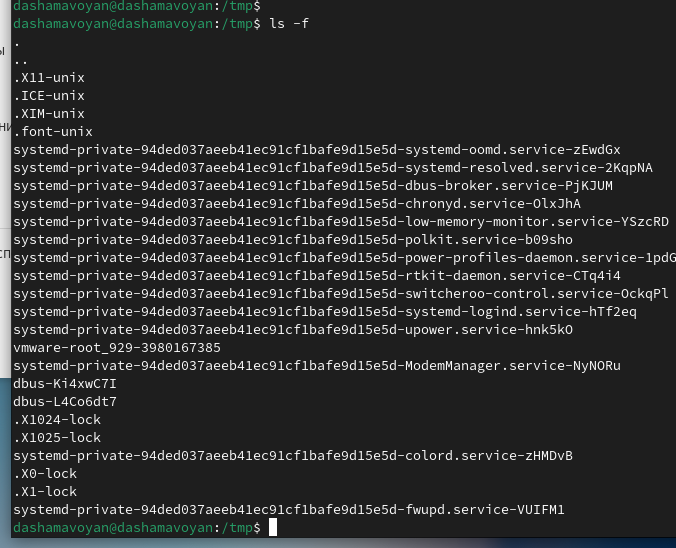 dashamavoyan@dashamavoyan:/tmp$
dashamavoyan@dashamavoyan:/tmp$ ls -f
.
..
.X11-unix
.ICE-unix
.XIM-unix
.font-unix
systemd-private-94ded037aeeb41ec91cf1bafe9d15e5d-systemd-oomd.service-zEwdGx
systemd-private-94ded037aeeb41ec91cf1bafe9d15e5d-systemd-resolved.service-2KqpNA
systemd-private-94ded037aeeb41ec91cf1bafe9d15e5d-dbus-broker.service-PjKJUM
systemd-private-94ded037aeeb41ec91cf1bafe9d15e5d-chronyd.service-OlxJhA
systemd-private-94ded037aeeb41ec91cf1bafe9d15e5d-low-memory-monitor.service-YSzcRD
systemd-private-94ded037aeeb41ec91cf1bafe9d15e5d-polkit.service-b09sho
systemd-private-94ded037aeeb41ec91cf1bafe9d15e5d-power-profiles-daemon.service-1pdG
systemd-private-94ded037aeeb41ec91cf1bafe9d15e5d-rtkit-daemon.service-CTq4i4
systemd-private-94ded037aeeb41ec91cf1bafe9d15e5d-switcheroo-control.service-OckqPl
systemd-private-94ded037aeeb41ec91cf1bafe9d15e5d-systemd-logind.service-hTf2eq
systemd-private-94ded037aeeb41ec91cf1bafe9d15e5d-upower.service-hnk5kO
vmware-root_929-3980167385
systemd-private-94ded037aeeb41ec91cf1bafe9d15e5d-ModemManager.service-NyNORu
dbus-Ki4xwC7I
dbus-L4Co6dt7
.X1024-lock
.X1025-lock
systemd-private-94ded037aeeb41ec91cf1bafe9d15e5d-colord.service-zHMDvB
.X0-lock
.X1-lock
systemd-private-94ded037aeeb41ec91cf1bafe9d15e5d-fwupd.service-VUIFM1
dashamavoyan@dashamavoyan:/tmp$